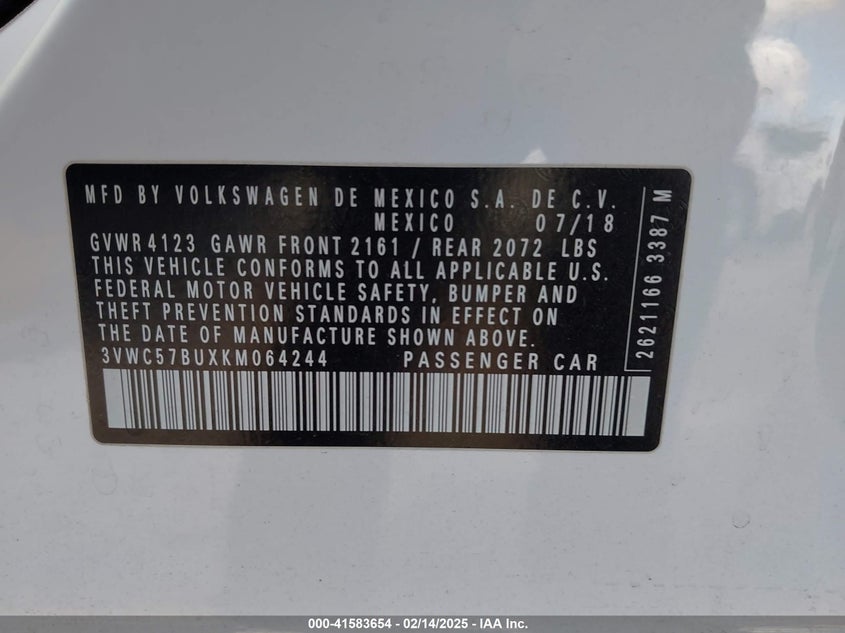 MFD BY VOLKSWAGEN DE MEXICO S.A. DE C.V.
MEXICO 07/18
GVWR 4123 GAWR FRONT 2161 / REAR 2072 LBS
THIS VEHICLE CONFORMS TO ALL APPLICABLE U.S.
FEDERAL MOTOR VEHICLE SAFETY, BUMPER AND
THEFT PREVENTION STANDARDS IN EFFECT ON
THE DATE OF MANUFACTURE SHOWN ABOVE.
3VWC57BUXKM064244 PASSENGER CAR
2621166 3387 M
000-41583654 - 02/14/2025 - IAA Inc.